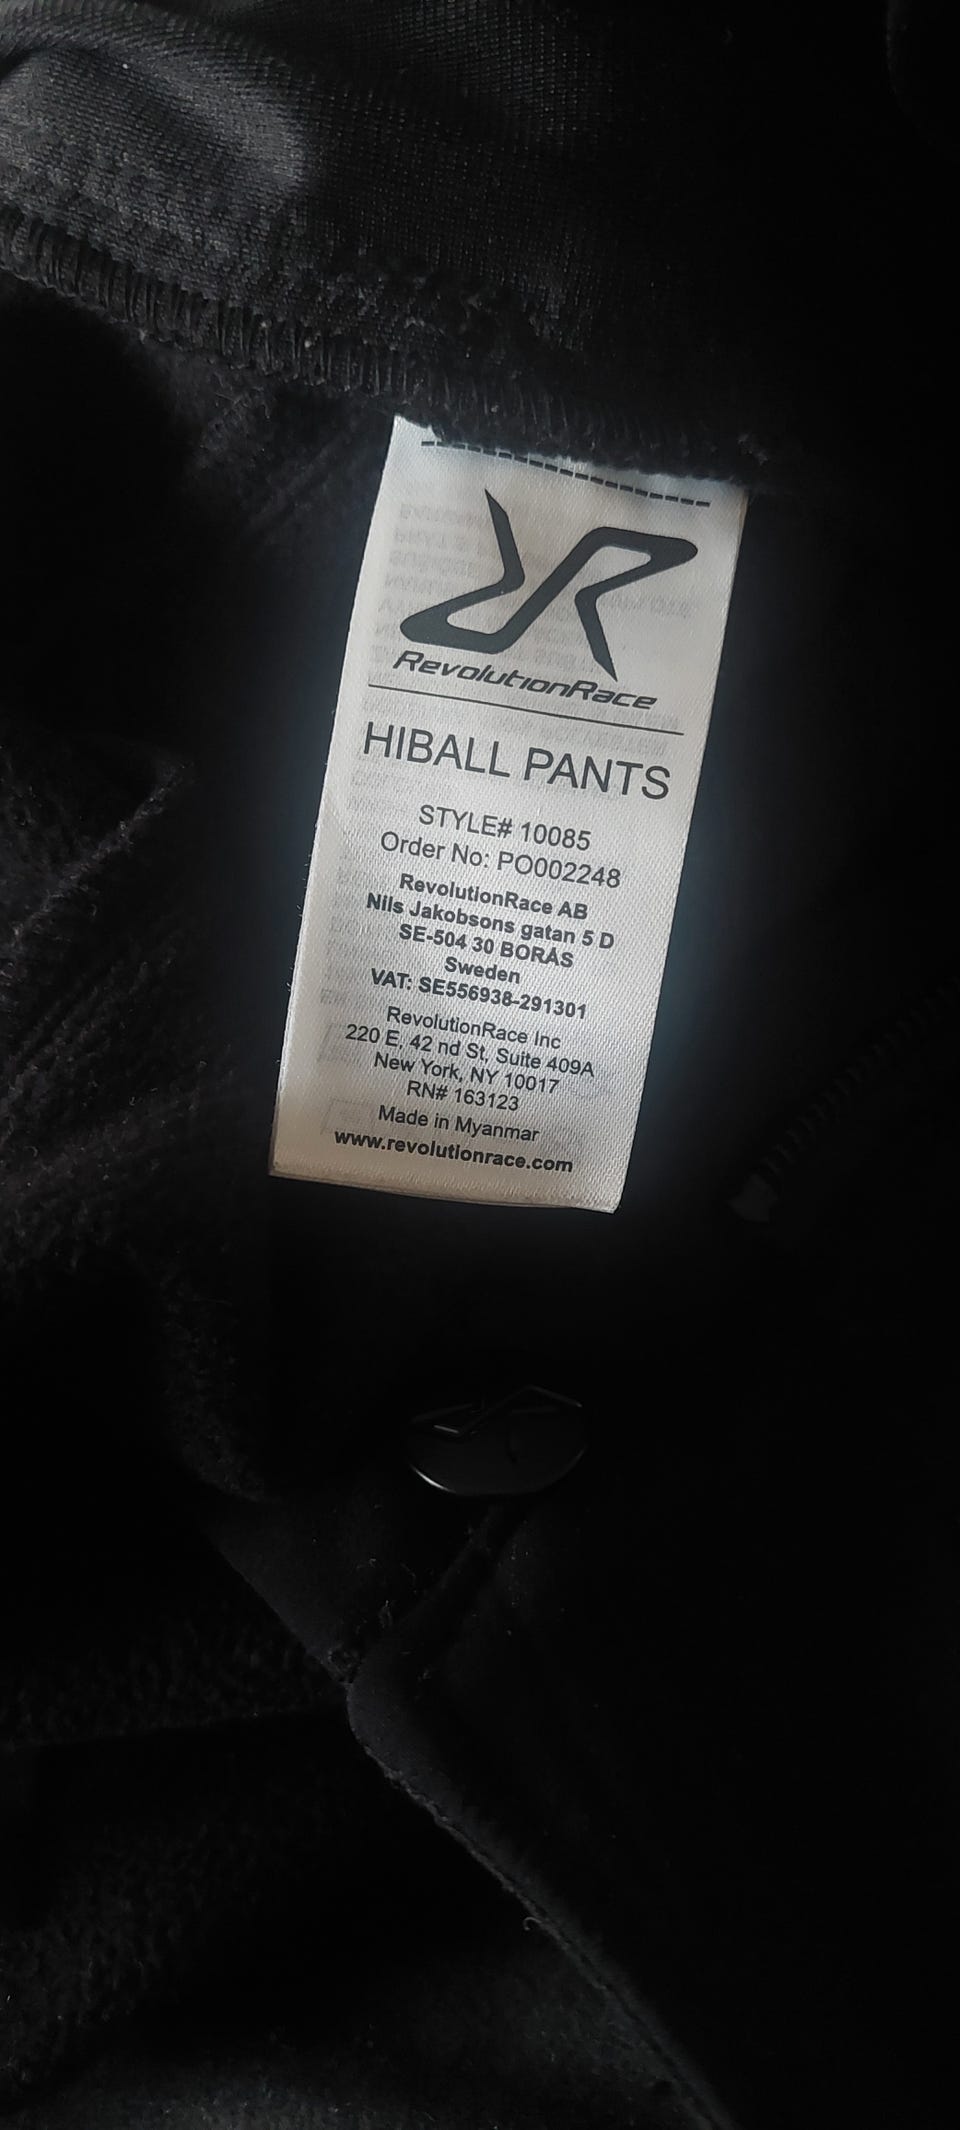 RevolutionRace
HIBALL PANTS
STYLE# 10085
Order No: PO002248
RevolutionRace AB
Nils Jakobsons gatan 5 D
SE-504 30 BORÅS
Sweden
VAT: SE556938-291301
RevolutionRace Inc
220 E, 42 nd St, Suite 409A
New York, NY 10017
RN# 163123
Made in Myanmar
www.revolutionrace.com